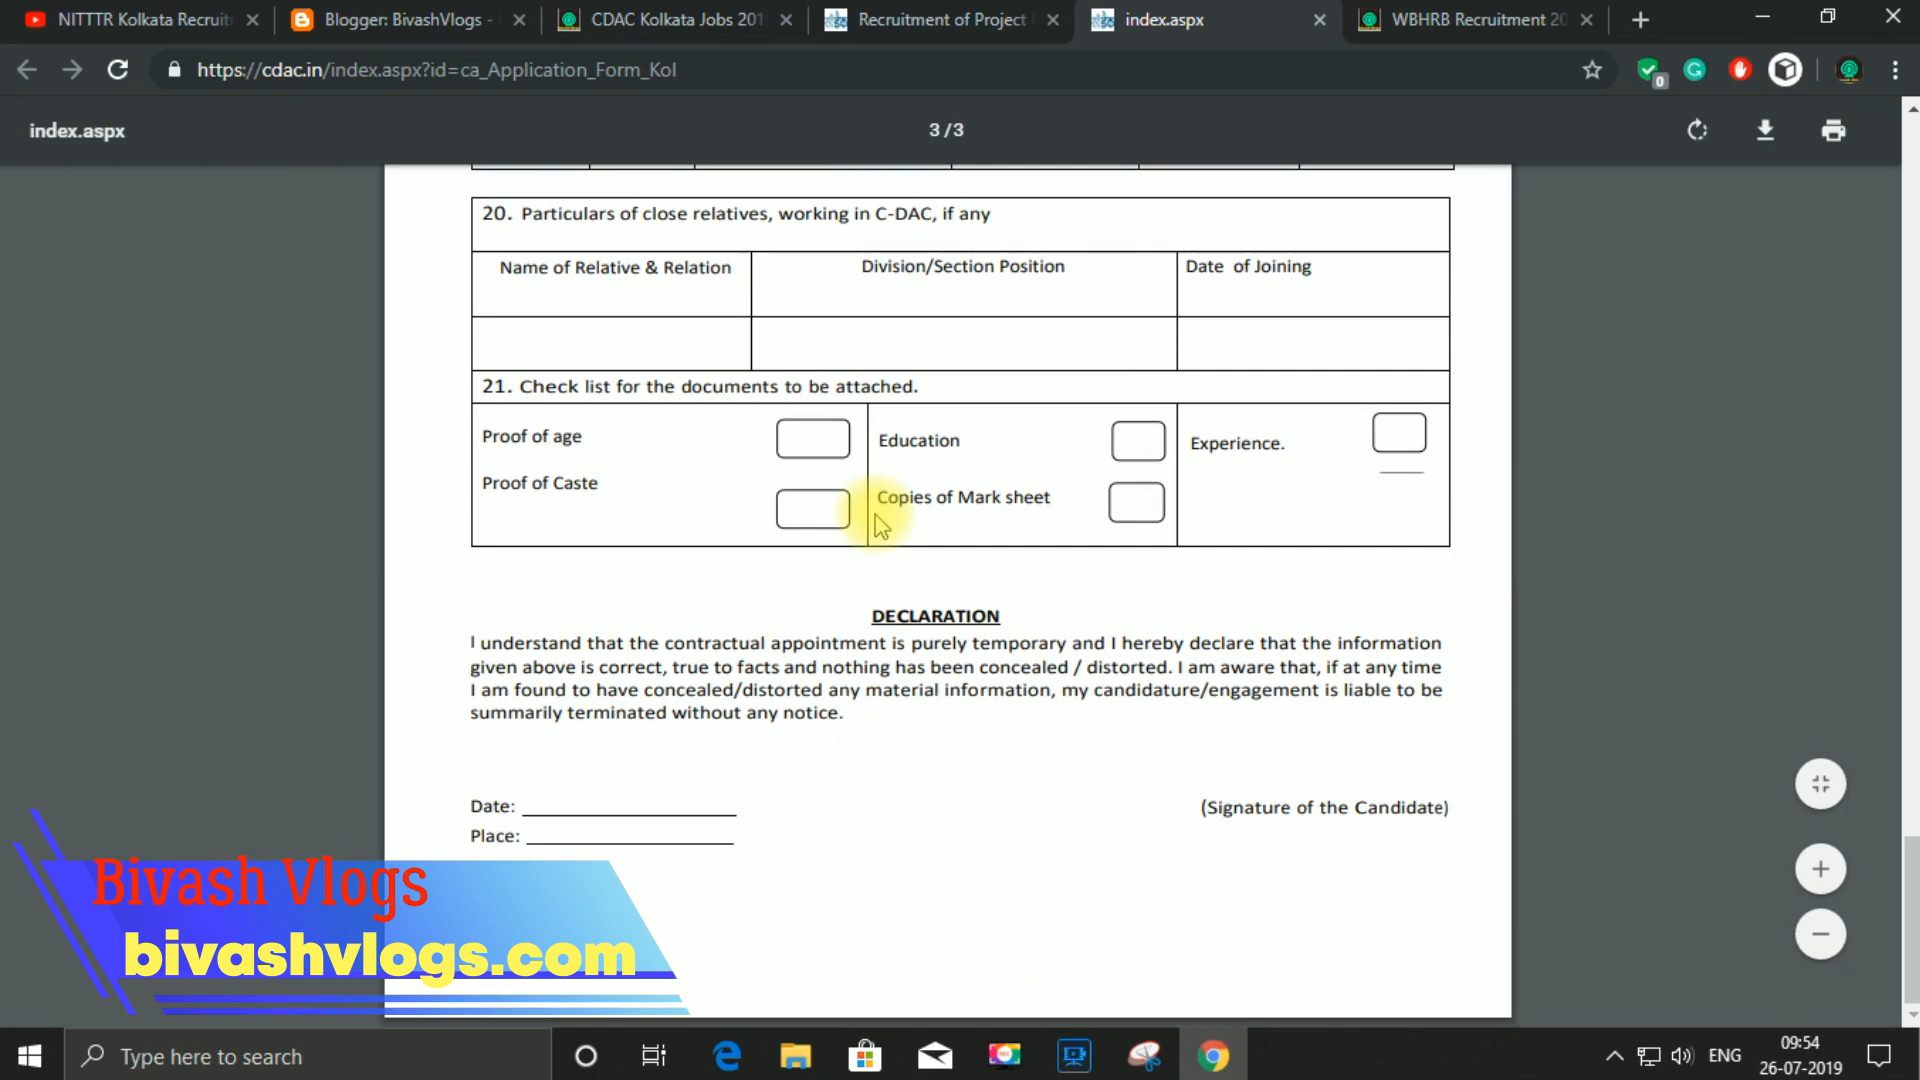 NITTTR Kolkata Recruit
Blogger: BivashVlogs -
CDAC Kolkata Jobs 201
Recruitment of Project
index.aspx
WBHRB Recruitment 20
https://cdac.in/index.aspx?id=ca_Application_Form_Kol
0
index.aspx
3 / 3
20. Particulars of close relatives, working in C-DAC, if any
Name of Relative & Relation
Division/Section Position
Date of Joining
21. Check list for the documents to be attached.
Proof of age
Education
Experience.
Proof of Caste
Copies of Mark sheet
DECLARATION
I understand that the contractual appointment is purely temporary and I hereby declare that the information
given above is correct, true to facts and nothing has been concealed / distorted. I am aware that, if at any time
I am found to have concealed/distorted any material information, my candidature/engagement is liable to be
summarily terminated without any notice.
Date:
(Signature of the Candidate)
Place:
Bivash Vlogs
bivashvlogs.com
Type here to search
ENG
09:54
26-07-2019